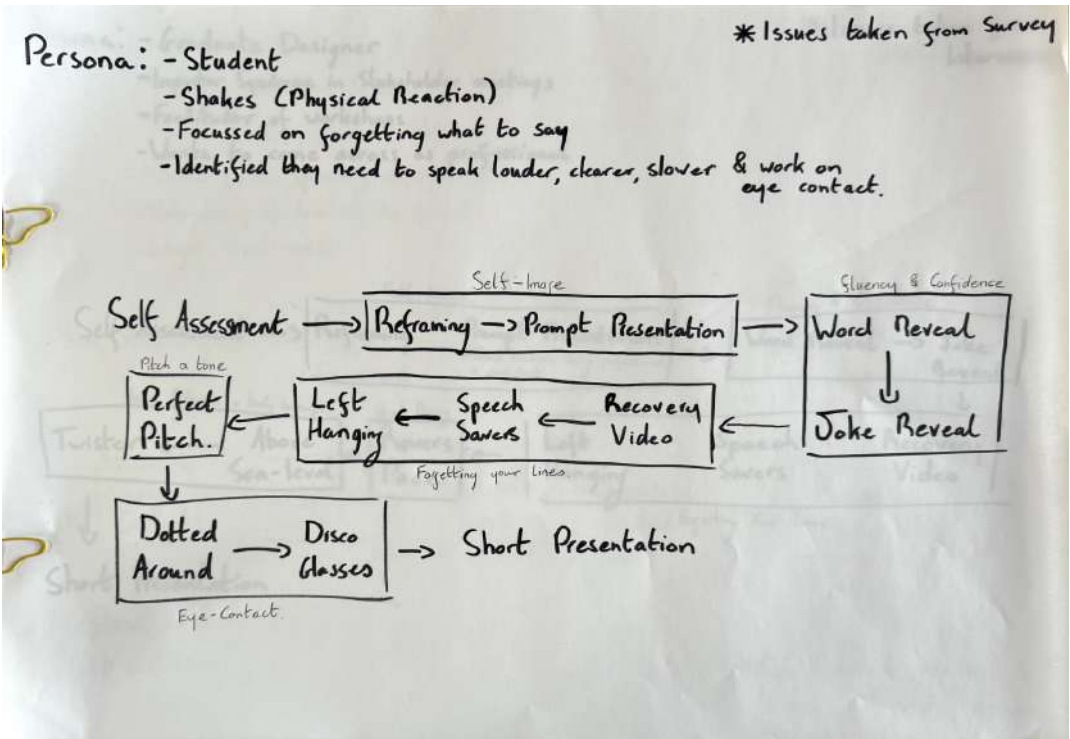 * Issues taken from Survey
Persona: - Student
- Shakes (Physical Reaction)
- Focussed on forgetting what to say
- Identified they need to speak louder, clearer, slower & work on
eye contact.
Self-Image
Fluency & Confidence
Self Assessment → Reframing → Prompt Presentation → Word Reveal
↓
Joke Reveal
Recovery
Video
←
Speech
Savers
←
Left
Hanging
←
Forgetting your Lines
Pitch & tone
Perfect
Pitch.
↓
Dotted
Around
→
Disco
Glasses
→ Short Presentation
Eye-Contact.